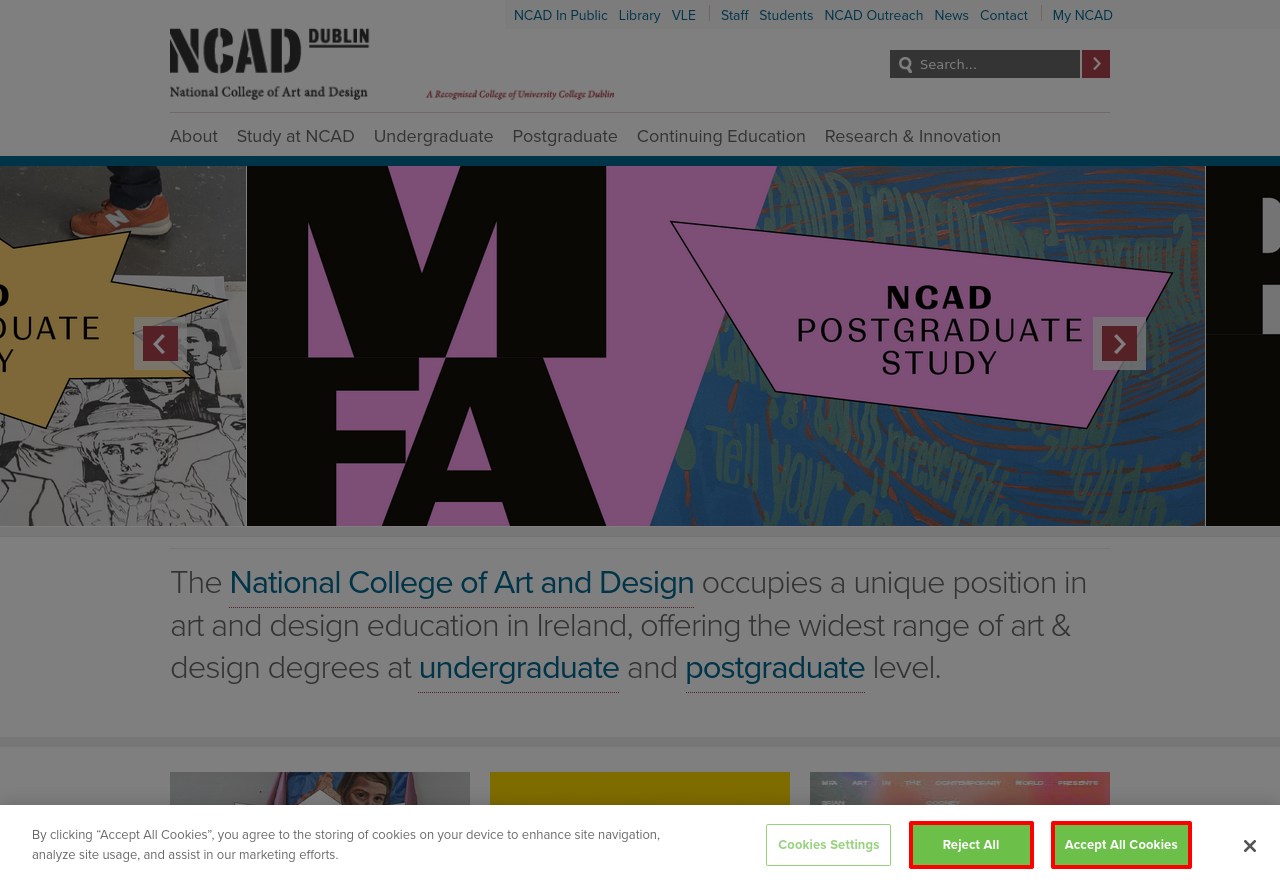 NCAD In Public Library VLE Staff Students NCAD Outreach News Contact My NCAD
NCAD DUBLIN
National College of Art and Design
A Recognised College of University College Dublin
Search...
About Study at NCAD Undergraduate Postgraduate Continuing Education Research & Innovation
MFA
NCAD
POSTGRADUATE
STUDY
The National College of Art and Design occupies a unique position in
art and design education in Ireland, offering the widest range of art &
design degrees at undergraduate and postgraduate level.
MFA ART IN THE CONTEMPORARY WORLD PRESENTS
By clicking “Accept All Cookies”, you agree to the storing of cookies on your device to enhance site navigation,
analyze site usage, and assist in our marketing efforts.
Cookies Settings
Reject All
Accept All Cookies